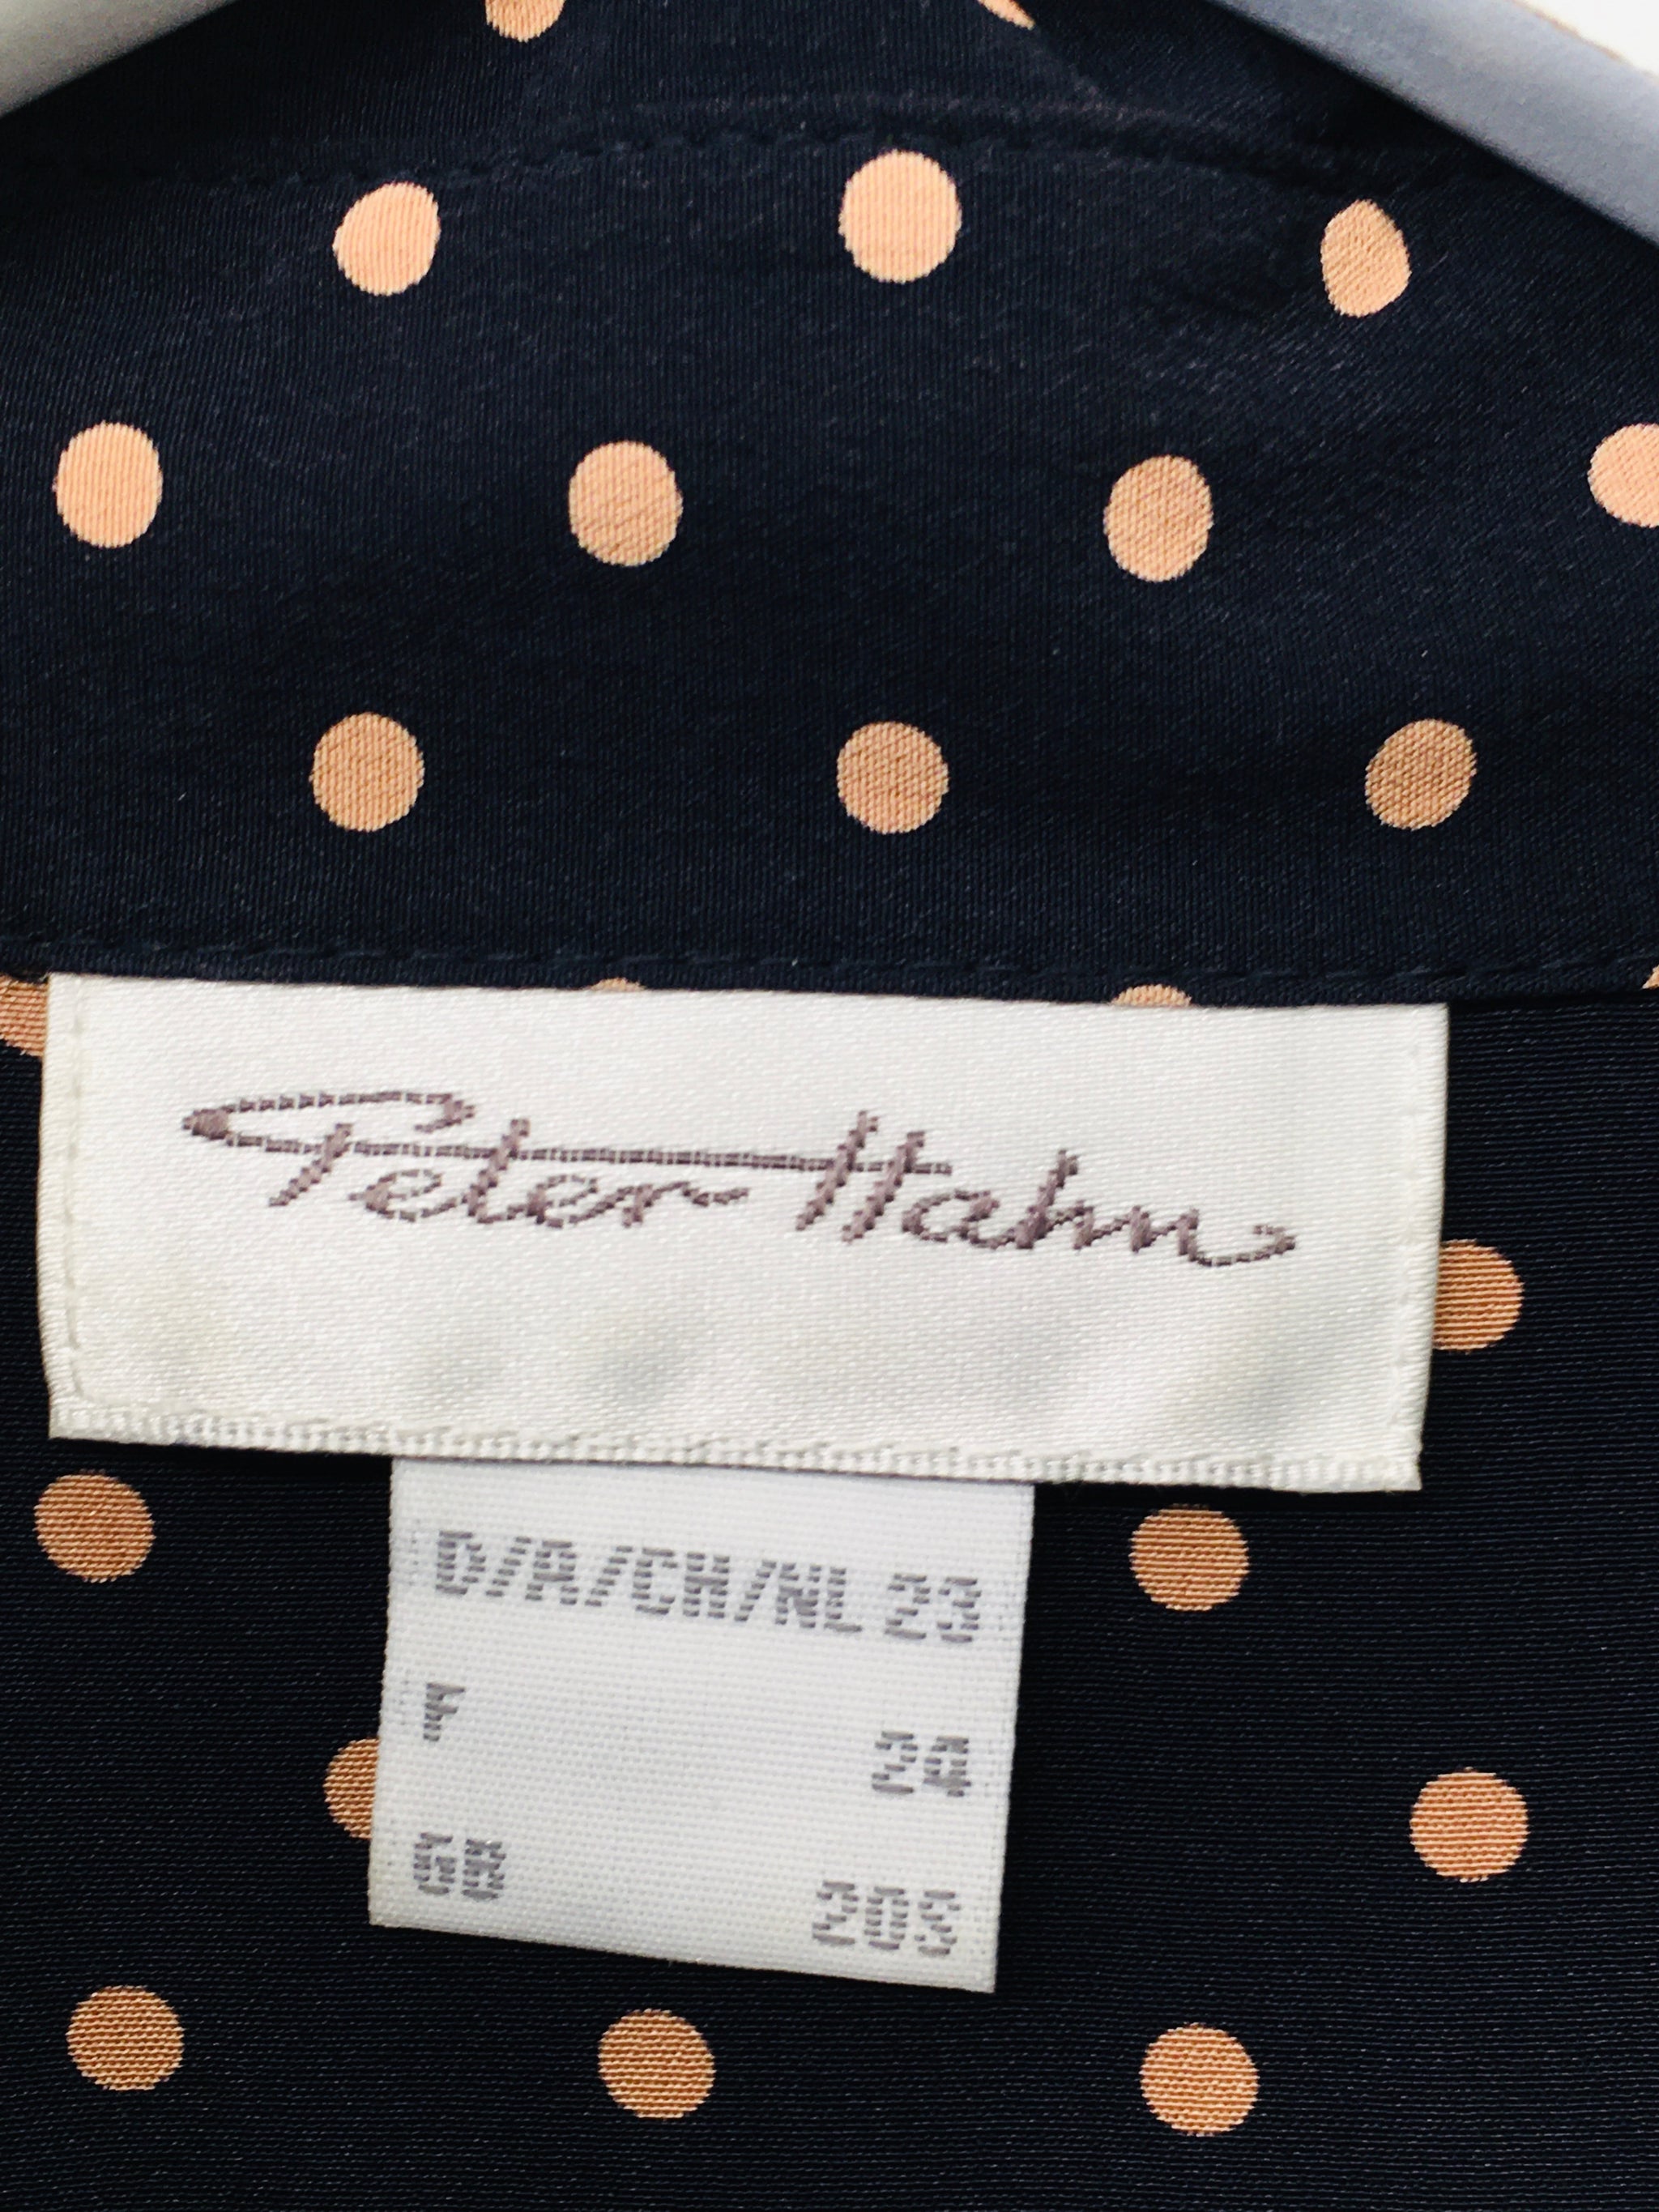 Peter Hahn
D/A/CH/NL 23
F 24
GB 20S